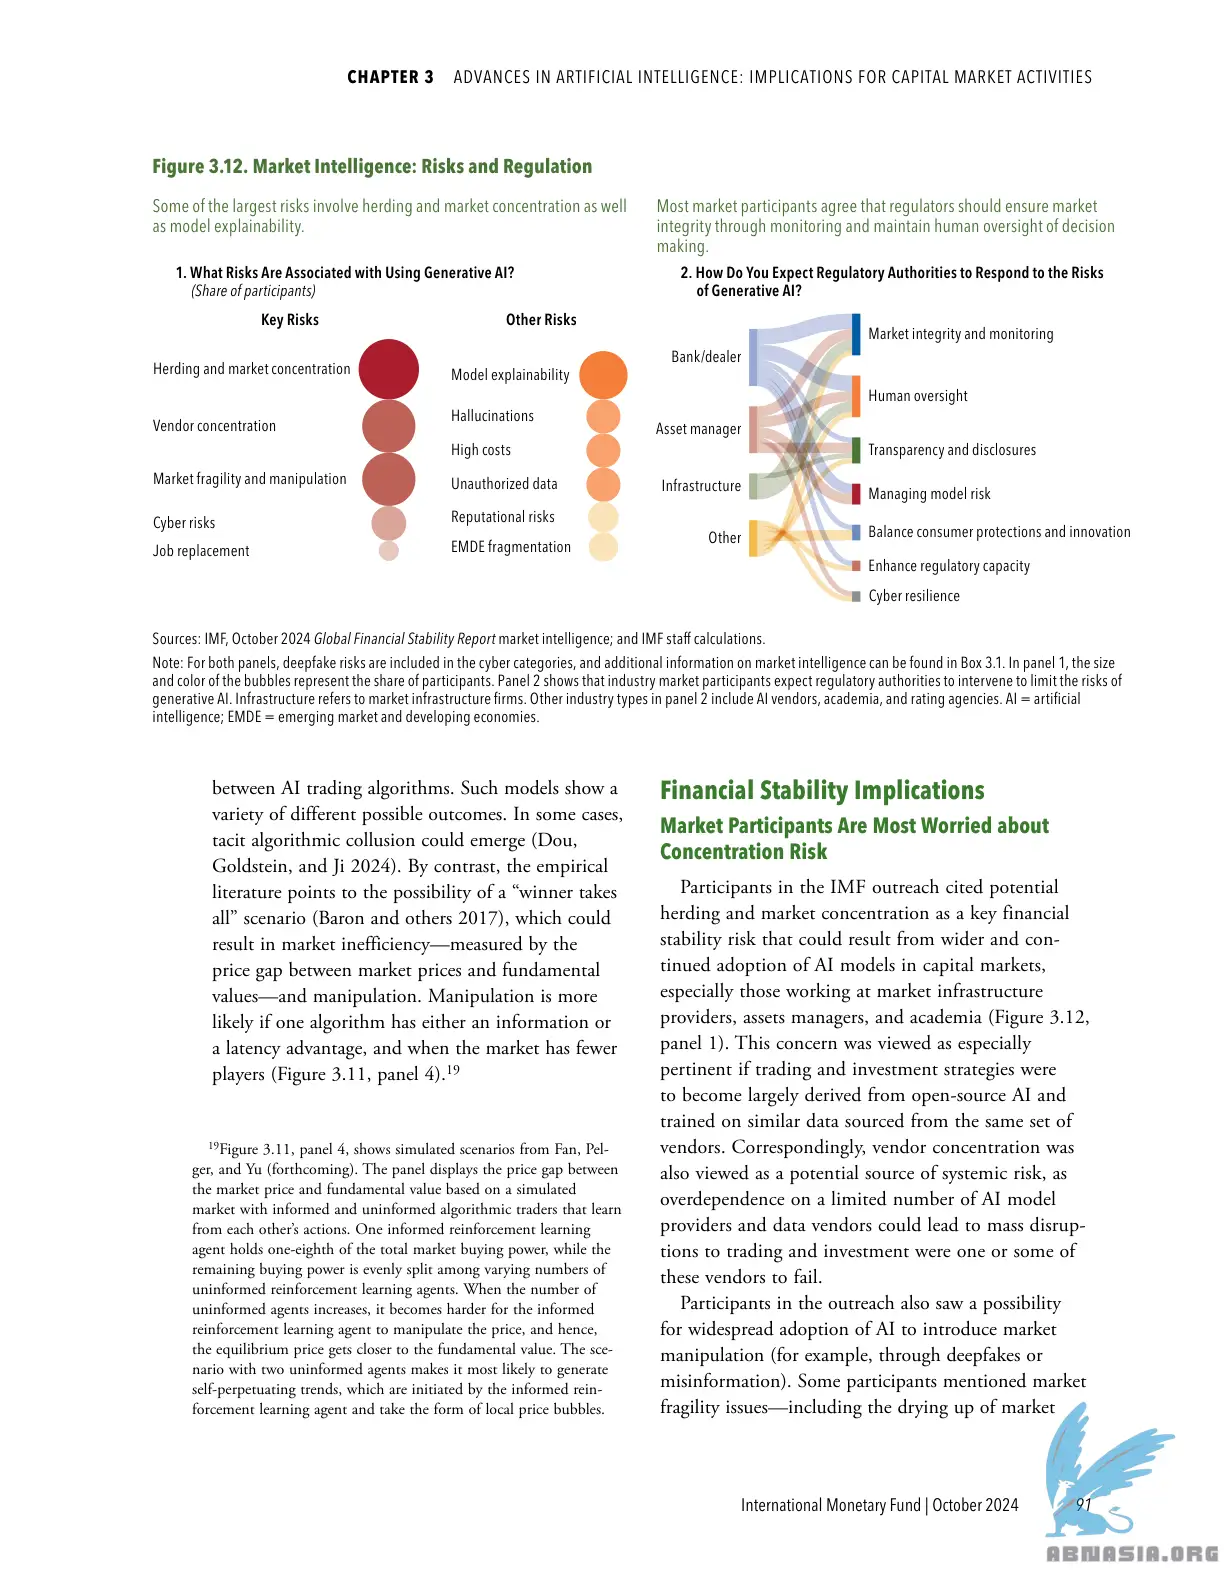 CHAPTER 3 ADVANCES IN ARTIFICIAL INTELLIGENCE: IMPLICATIONS FOR CAPITAL MARKET ACTIVITIES
Figure 3.12. Market Intelligence: Risks and Regulation
Some of the largest risks involve herding and market concentration as well
as model explainability.
1. What Risks Are Associated with Using Generative AI?
(Share of participants)
Key Risks
Herding and market concentration
Vendor concentration
Market fragility and manipulation
Cyber risks
Job replacement
Other Risks
Model explainability
Hallucinations
High costs
Unauthorized data
Reputational risks
EMDE fragmentation
Most market participants agree that regulators should ensure market
integrity through monitoring and maintain human oversight of decision
making.
2. How Do You Expect Regulatory Authorities to Respond to the Risks
of Generative AI?
Bank/dealer
Asset manager
Infrastructure
Other
Market integrity and monitoring
Human oversight
Transparency and disclosures
Managing model risk
Balance consumer protections and innovation
Enhance regulatory capacity
Cyber resilience
Sources: IMF, October 2024 Global Financial Stability Report market intelligence; and IMF staff calculations.
Note: For both panels, deepfake risks are included in the cyber categories, and additional information on market intelligence can be found in Box 3.1. In panel 1, the size
and color of the bubbles represent the share of participants. Panel 2 shows that industry market participants expect regulatory authorities to intervene to limit the risks of
generative AI. Infrastructure refers to market infrastructure firms. Other industry types in panel 2 include AI vendors, academia, and rating agencies. AI = artificial
intelligence; EMDE = emerging market and developing economies.
between AI trading algorithms. Such models show a
variety of different possible outcomes. In some cases,
tacit algorithmic collusion could emerge (Dou,
Goldstein, and Ji 2024). By contrast, the empirical
literature points to the possibility of a “winner takes
all” scenario (Baron and others 2017), which could
result in market inefficiency—measured by the
price gap between market prices and fundamental
values—and manipulation. Manipulation is more
likely if one algorithm has either an information or
a latency advantage, and when the market has fewer
players (Figure 3.11, panel 4).19
19Figure 3.11, panel 4, shows simulated scenarios from Fan, Pel-
ger, and Yu (forthcoming). The panel displays the price gap between
the market price and fundamental value based on a simulated
market with informed and uninformed algorithmic traders that learn
from each other’s actions. One informed reinforcement learning
agent holds one-eighth of the total market buying power, while the
remaining buying power is evenly split among varying numbers of
uninformed reinforcement learning agents. When the number of
uninformed agents increases, it becomes harder for the informed
reinforcement learning agent to manipulate the price, and hence,
the equilibrium price gets closer to the fundamental value. The sce-
nario with two uninformed agents makes it most likely to generate
self-perpetuating trends, which are initiated by the informed rein-
forcement learning agent and take the form of local price bubbles.
Financial Stability Implications
Market Participants Are Most Worried about
Concentration Risk
Participants in the IMF outreach cited potential
herding and market concentration as a key financial
stability risk that could result from wider and con-
tinued adoption of AI models in capital markets,
especially those working at market infrastructure
providers, assets managers, and academia (Figure 3.12,
panel 1). This concern was viewed as especially
pertinent if trading and investment strategies were
to become largely derived from open-source AI and
trained on similar data sourced from the same set of
vendors. Correspondingly, vendor concentration was
also viewed as a potential source of systemic risk, as
overdependence on a limited number of AI model
providers and data vendors could lead to mass disrup-
tions to trading and investment were one or some of
these vendors to fail.
Participants in the outreach also saw a possibility
for widespread adoption of AI to introduce market
manipulation (for example, through deepfakes or
misinformation). Some participants mentioned market
fragility issues—including the drying up of market
International Monetary Fund | October 2024 91
ABNASIA.ORG